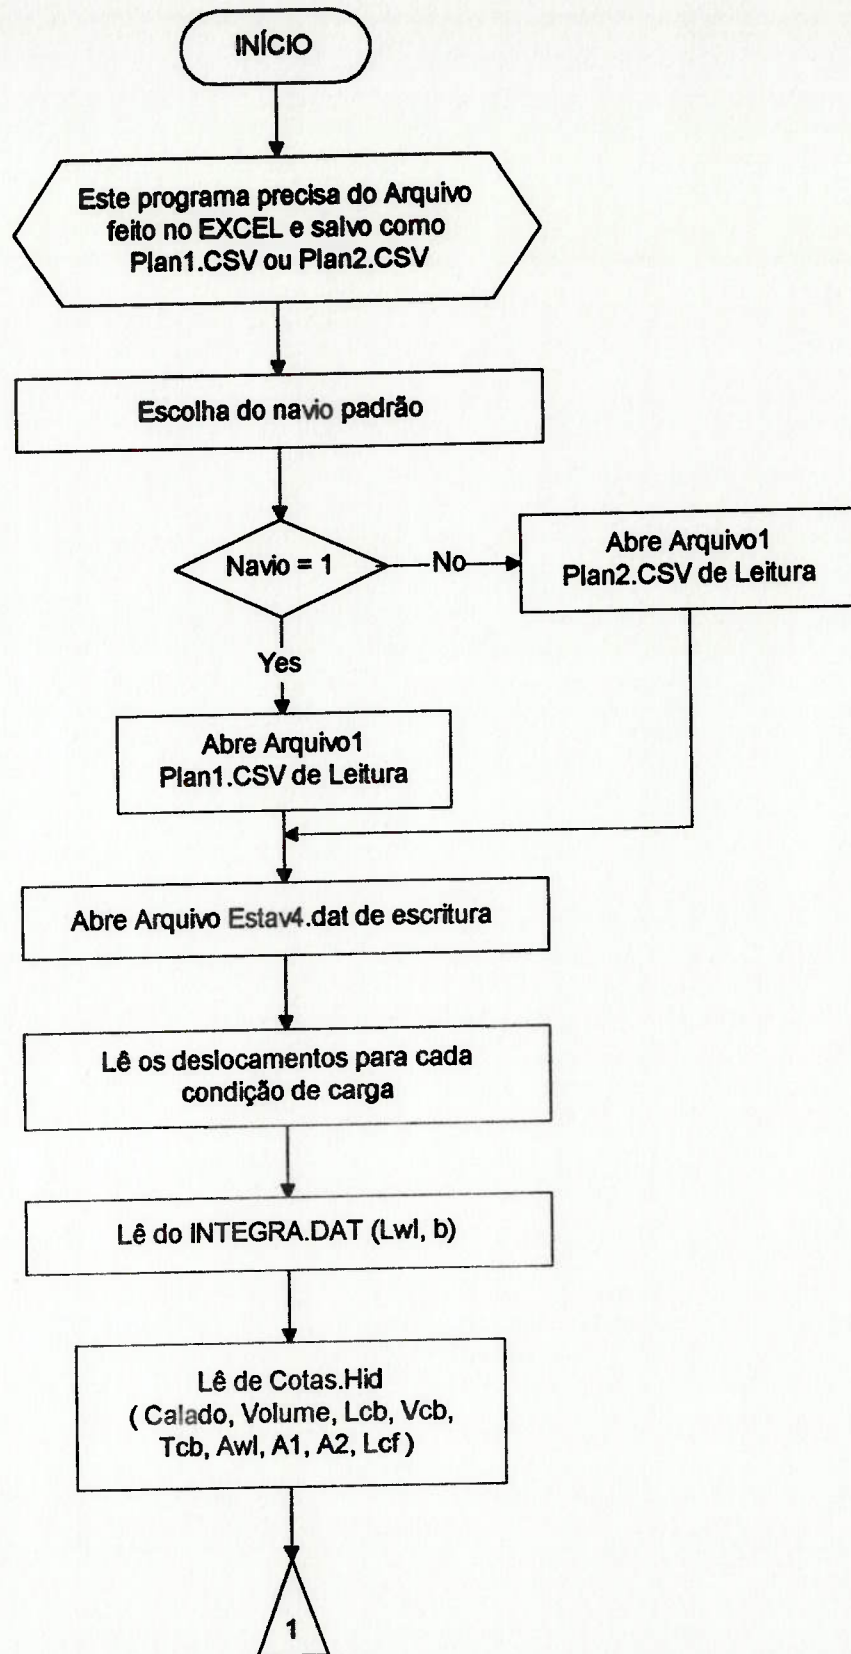 INÍCIO
Este programa precisa do Arquivo
feito no EXCEL e salvo como
Plan1.CSV ou Plan2.CSV
Escolha do navio padrão
Navio = 1
No
Abre Arquivo1
Plan2.CSV de Leitura
Yes
Abre Arquivo1
Plan1.CSV de Leitura
Abre Arquivo Estav4.dat de escritura
Lê os deslocamentos para cada
condição de carga
Lê do INTEGRA.DAT (Lwl, b)
Lê de Cotas.Hid
( Calado, Volume, Lcb, Vcb,
Tcb, Awl, A1, A2, Lcf )
1